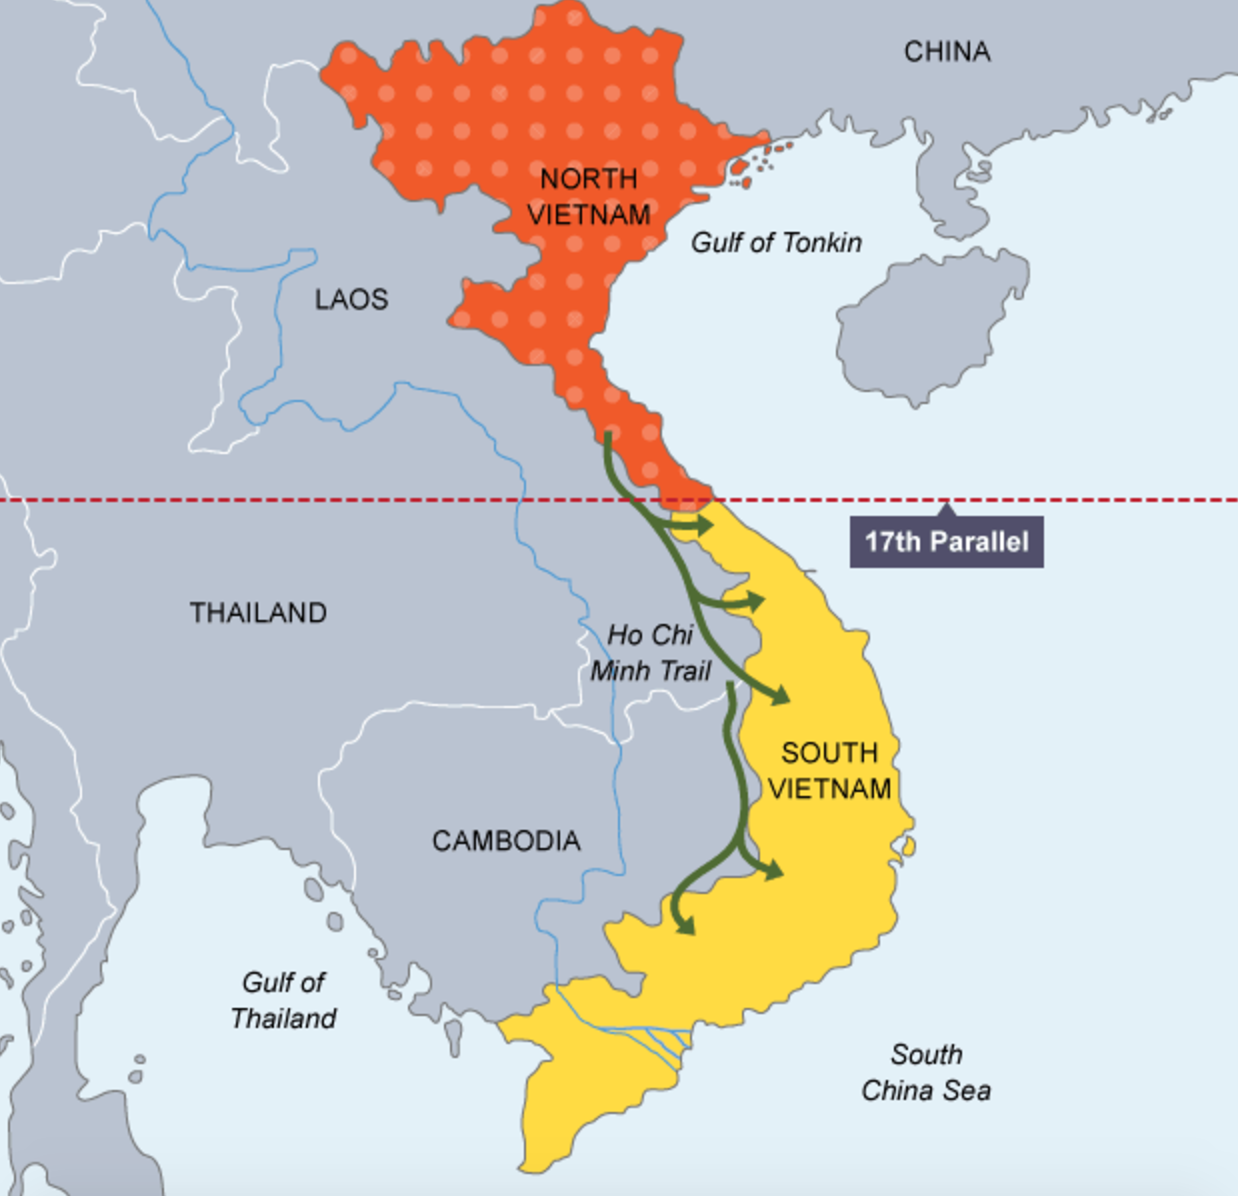 CHINA
NORTH
VIETNAM
Gulf of Tonkin
LAOS
17th Parallel
THAILAND
Ho Chi
Minh Trail
SOUTH
VIETNAM
CAMBODIA
Gulf of
Thailand
South
China Sea